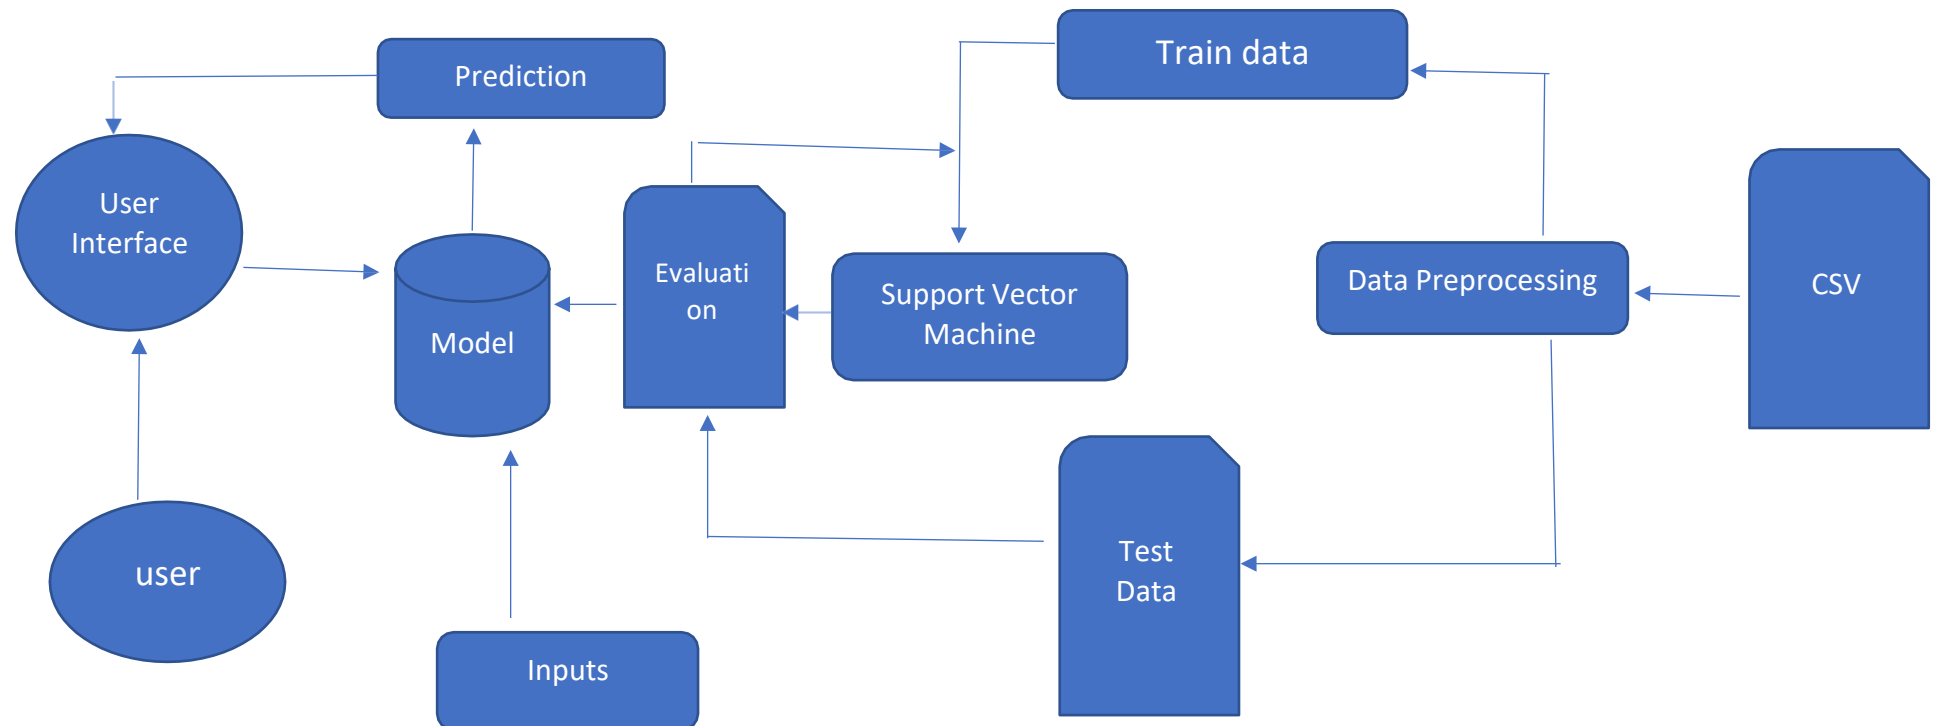 Train data
Prediction
User
Interface
Evaluati
on
Support Vector
Machine
Data Preprocessing
CSV
Model
Test
Data
user
Inputs